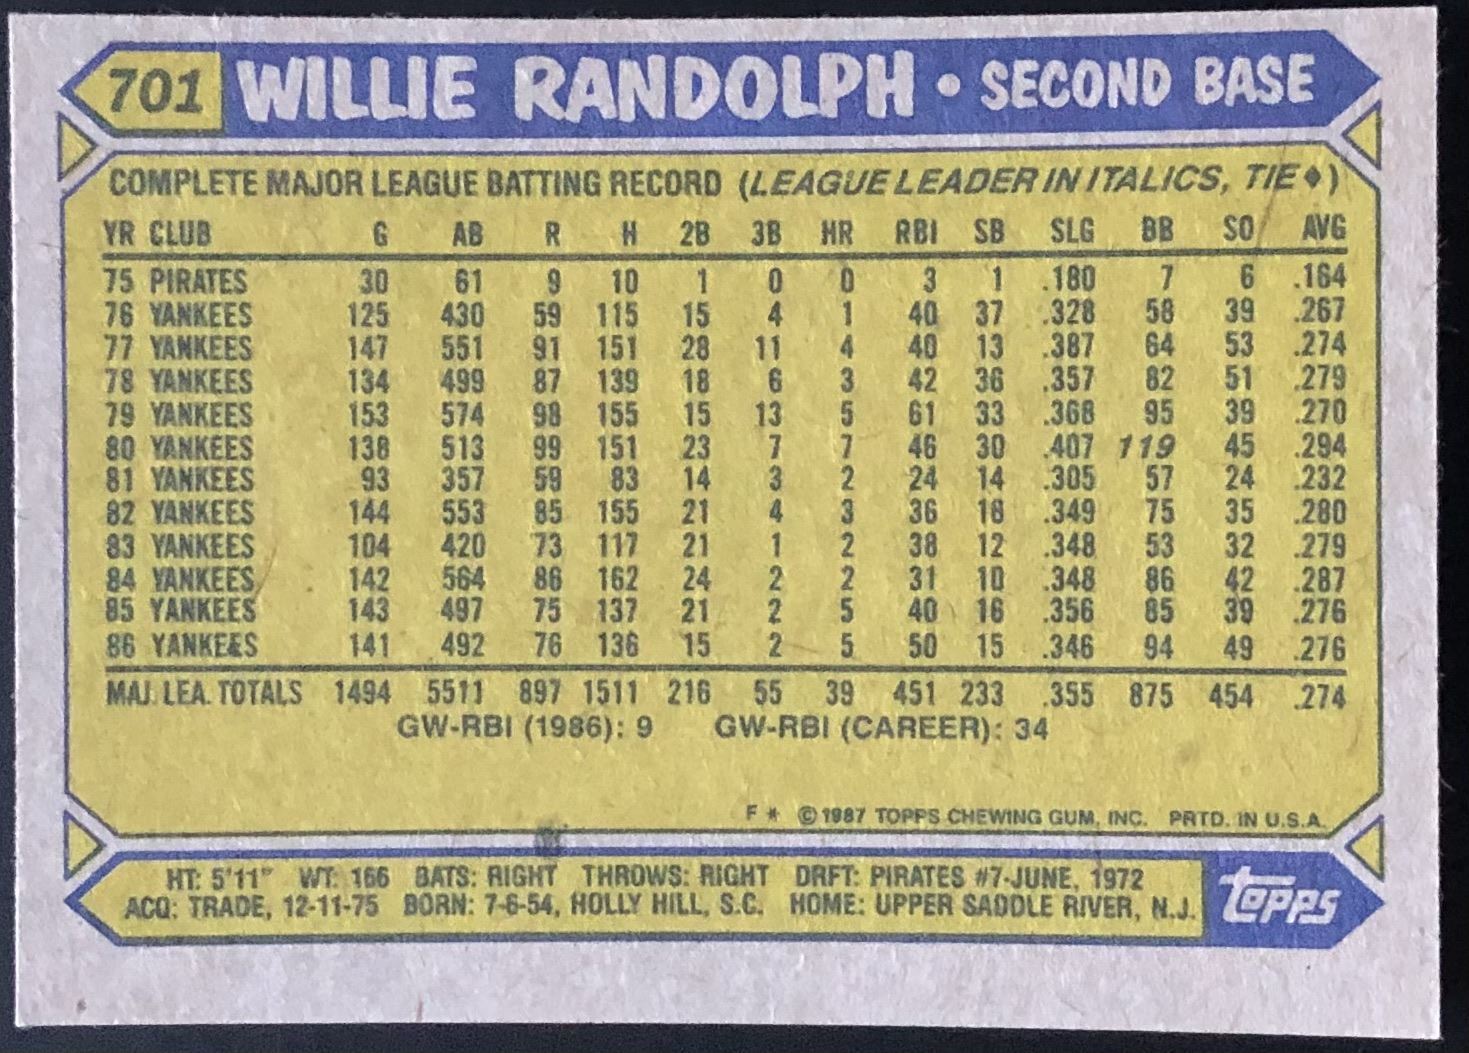 701 WILLIE RANDOLPH • SECOND BASE
COMPLETE MAJOR LEAGUE BATTING RECORD (LEAGUE LEADER IN ITALICS, TIE ♦)
YR CLUB G AB R H 2B 3B HR RBI SB SLG BB SO AVG
75 PIRATES 30 61 9 10 1 0 0 3 1 .180 7 6 .164
76 YANKEES 125 430 59 115 15 4 1 40 37 .328 58 39 .267
77 YANKEES 147 551 91 151 28 11 4 40 13 .387 64 53 .274
78 YANKEES 134 499 87 139 18 6 3 42 36 .357 82 51 .279
79 YANKEES 153 574 98 155 15 13 5 61 33 .368 95 39 .270
80 YANKEES 138 513 99 151 23 7 7 46 30 .407 119 45 .294
81 YANKEES 93 357 59 83 14 3 2 24 14 .305 57 24 .232
82 YANKEES 144 553 85 155 21 4 3 36 16 .349 75 35 .280
83 YANKEES 104 420 73 117 21 1 2 38 12 .348 53 32 .279
84 YANKEES 142 564 86 162 24 2 2 31 10 .348 86 42 .287
85 YANKEES 143 497 75 137 21 2 5 40 16 .356 85 39 .276
86 YANKEES 141 492 76 136 15 2 5 50 15 .346 94 49 .276
MAJ. LEA. TOTALS 1494 5511 897 1511 216 55 39 451 233 .355 875 454 .274
GW-RBI (1986): 9 GW-RBI (CAREER): 34
F * ©1987 TOPPS CHEWING GUM, INC. PRTD. IN U.S.A.
HT: 5'11" WT: 166 BATS: RIGHT THROWS: RIGHT DRFT: PIRATES #7-JUNE, 1972
ACQ: TRADE, 12-11-75 BORN: 7-6-54, HOLLY HILL, S.C. HOME: UPPER SADDLE RIVER, N.J.
topps